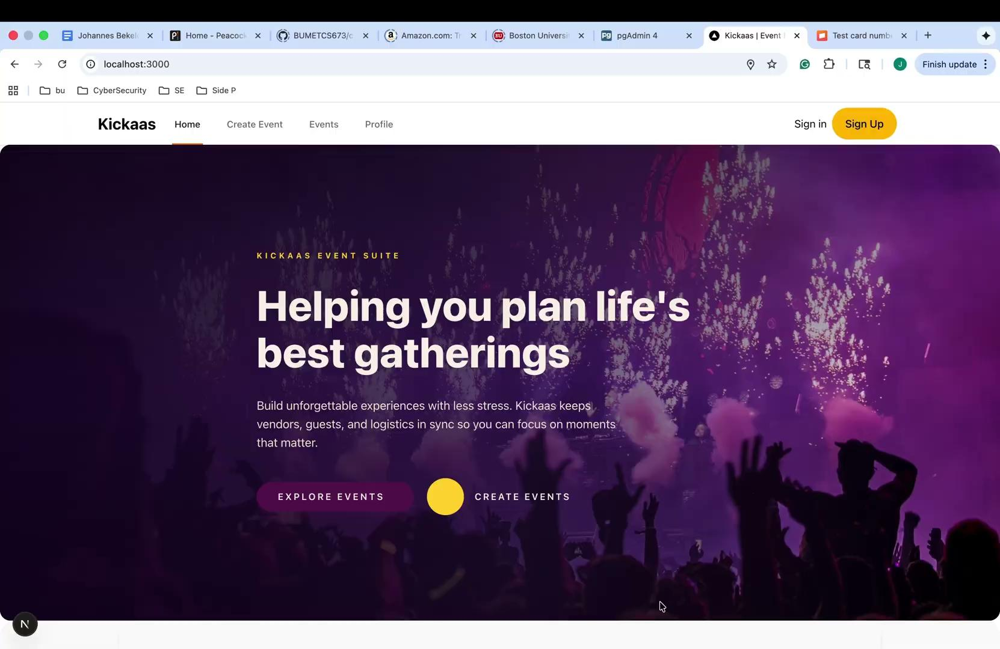 Johannes Bekel
Home - Peacock
BUMETCS673/c
Amazon.com: Tr
Boston Universi
pgAdmin 4
Kickaas | Event
Test card numb
localhost:3000
J
Finish update
bu
CyberSecurity
SE
Side P
Kickaas
Home
Create Event
Events
Profile
Sign in
Sign Up
KICKAAS EVENT SUITE
Helping you plan life's
best gatherings
Build unforgettable experiences with less stress. Kickaas keeps
vendors, guests, and logistics in sync so you can focus on moments
that matter.
EXPLORE EVENTS
CREATE EVENTS
N